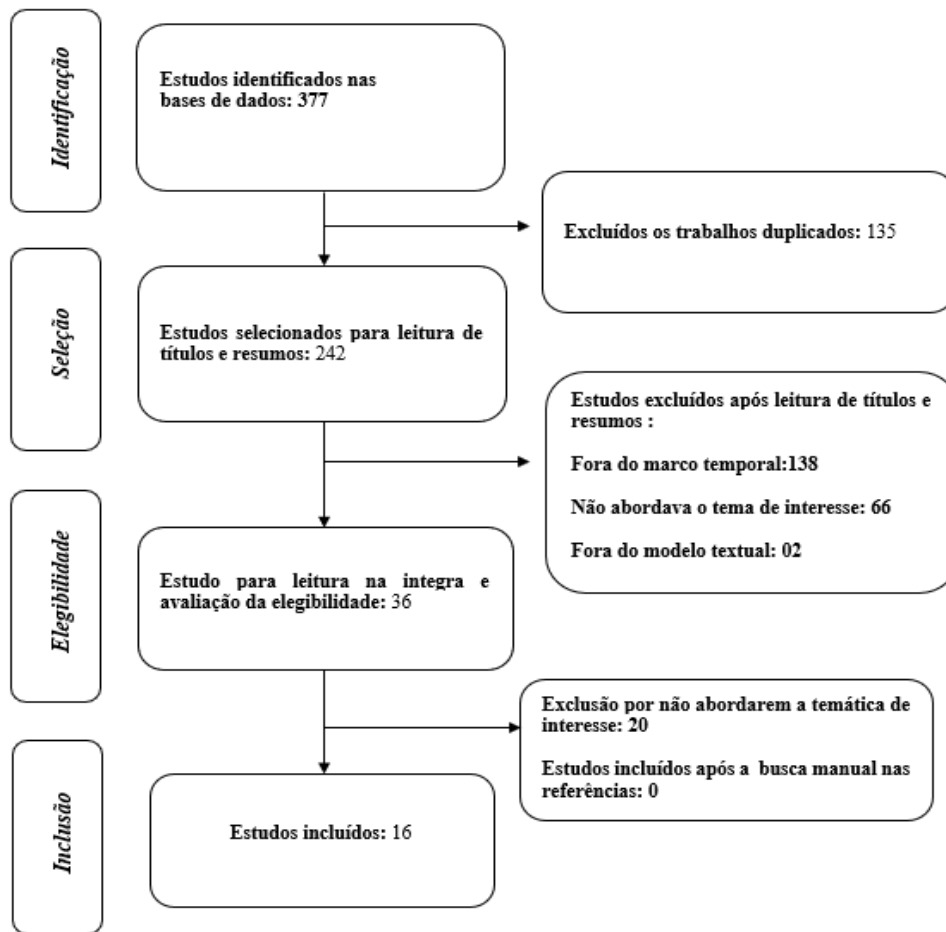 Identificação
Estudos identificados nas
bases de dados: 377
Excluídos os trabalhos duplicados: 135
Seleção
Estudos selecionados para leitura de
títulos e resumos: 242
Estudos excluídos após leitura de títulos e
resumos :
Fora do marco temporal:138
Não abordava o tema de interesse: 66
Fora do modelo textual: 02
Elegibilidade
Estudo para leitura na integra e
avaliação da elegibilidade: 36
Exclusão por não abordarem a temática de
interesse: 20
Estudos incluídos após a busca manual nas
referências: 0
Inclusão
Estudos incluídos: 16